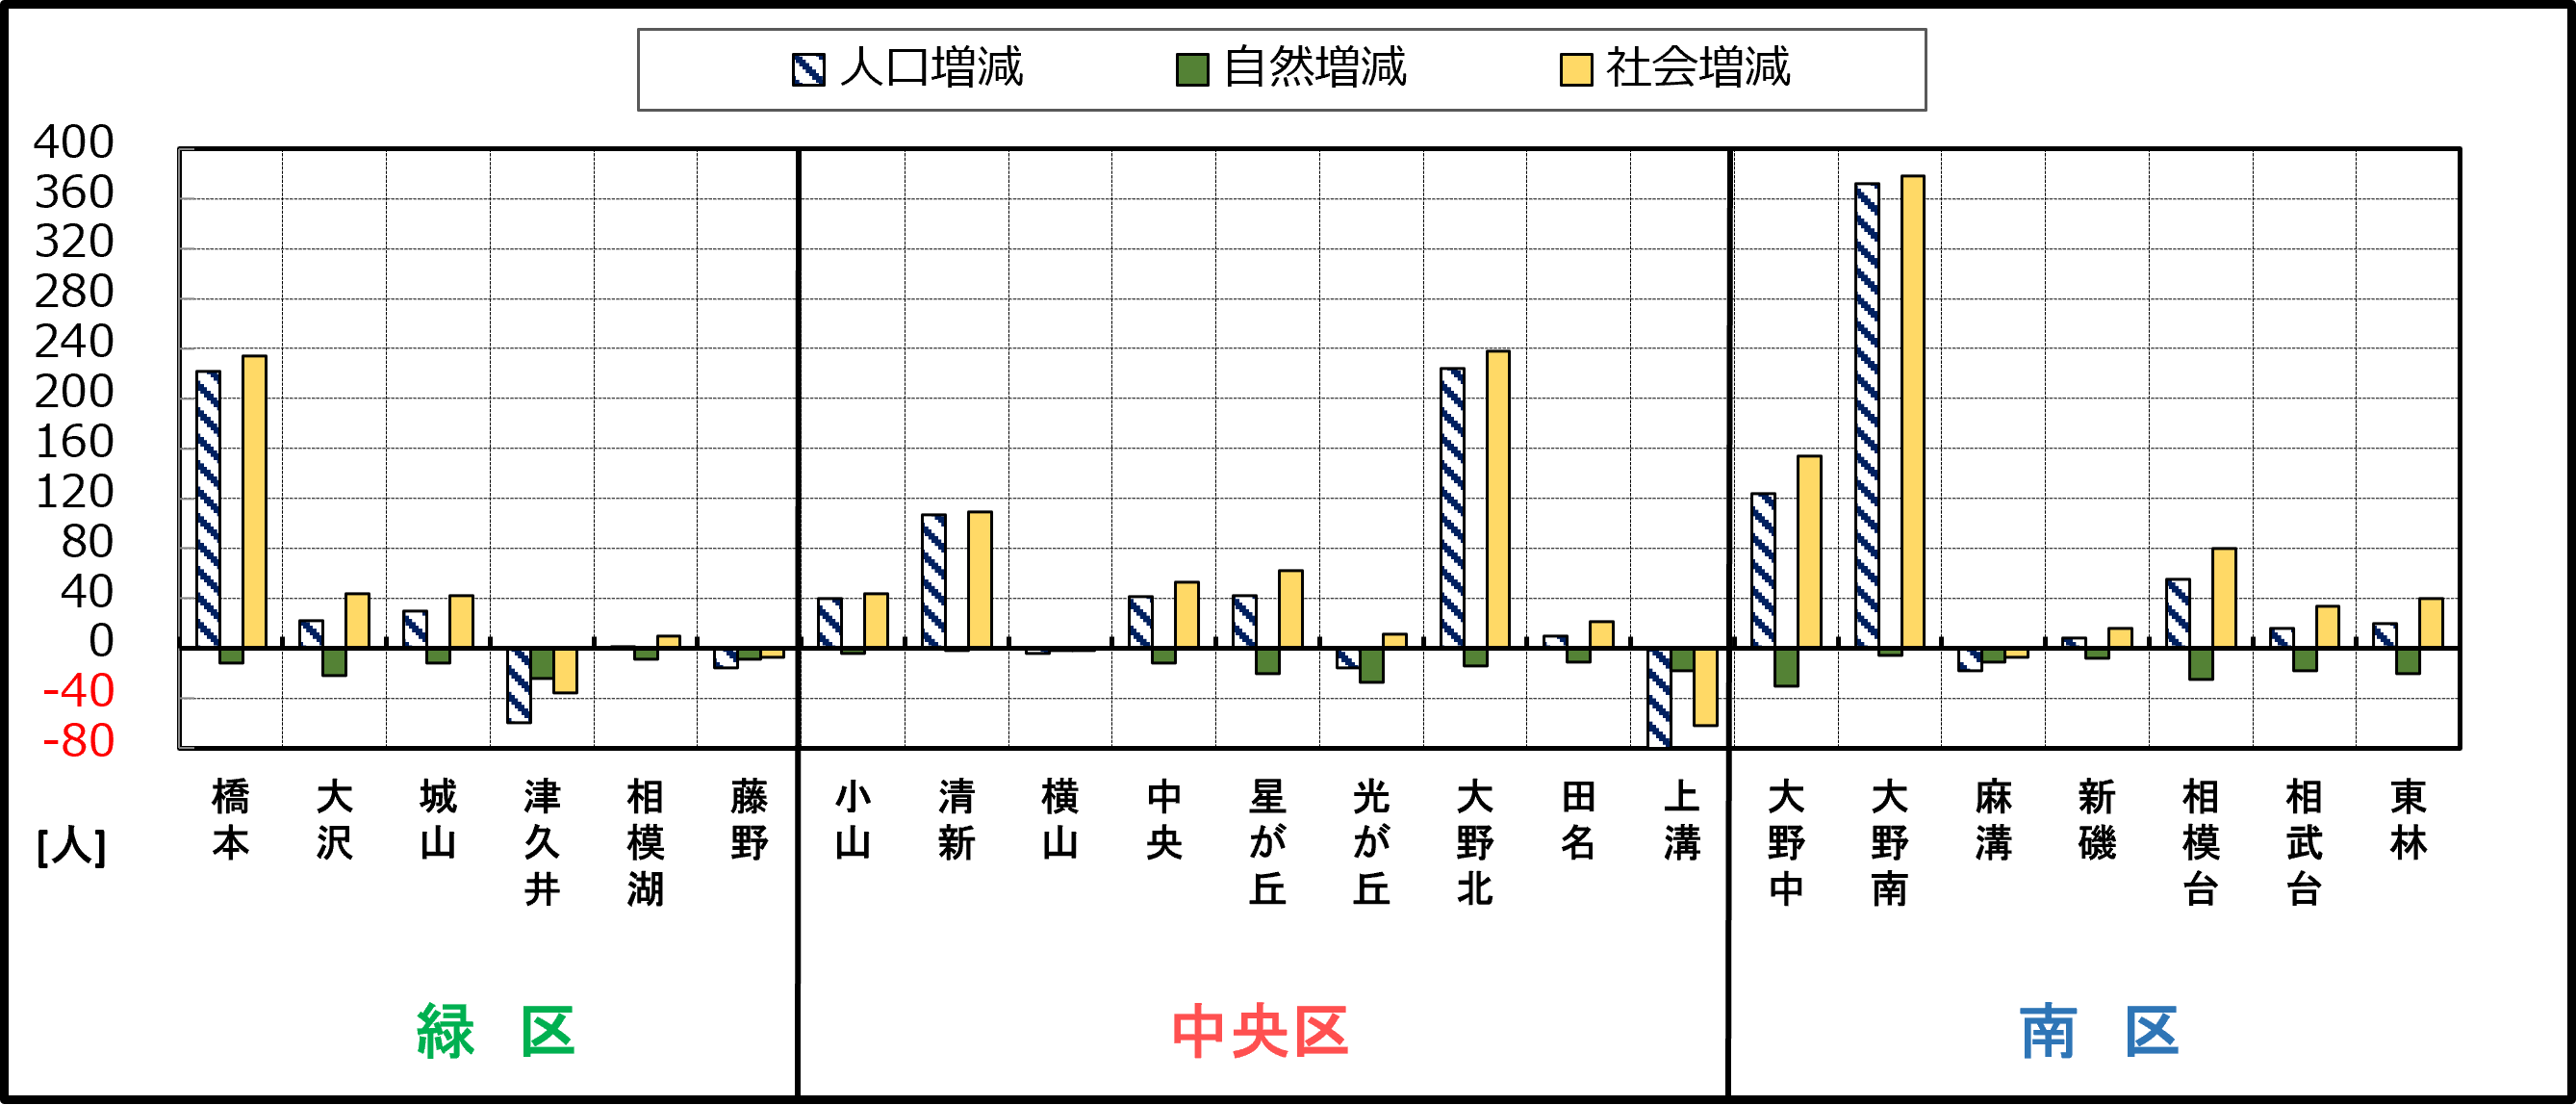 人口増減 自然増減 社会増減
400
360
320
280
240
200
160
120
80
40
0
-40
-80
[人]
橋本
大沢
城山
津久井
相模湖
藤野
小山
清新
横山
中央
星が丘
光が丘
大野北
田名
上溝
大野中
大野南
麻溝
新磯
相模台
相武台
東林
緑 区
中央区
南 区